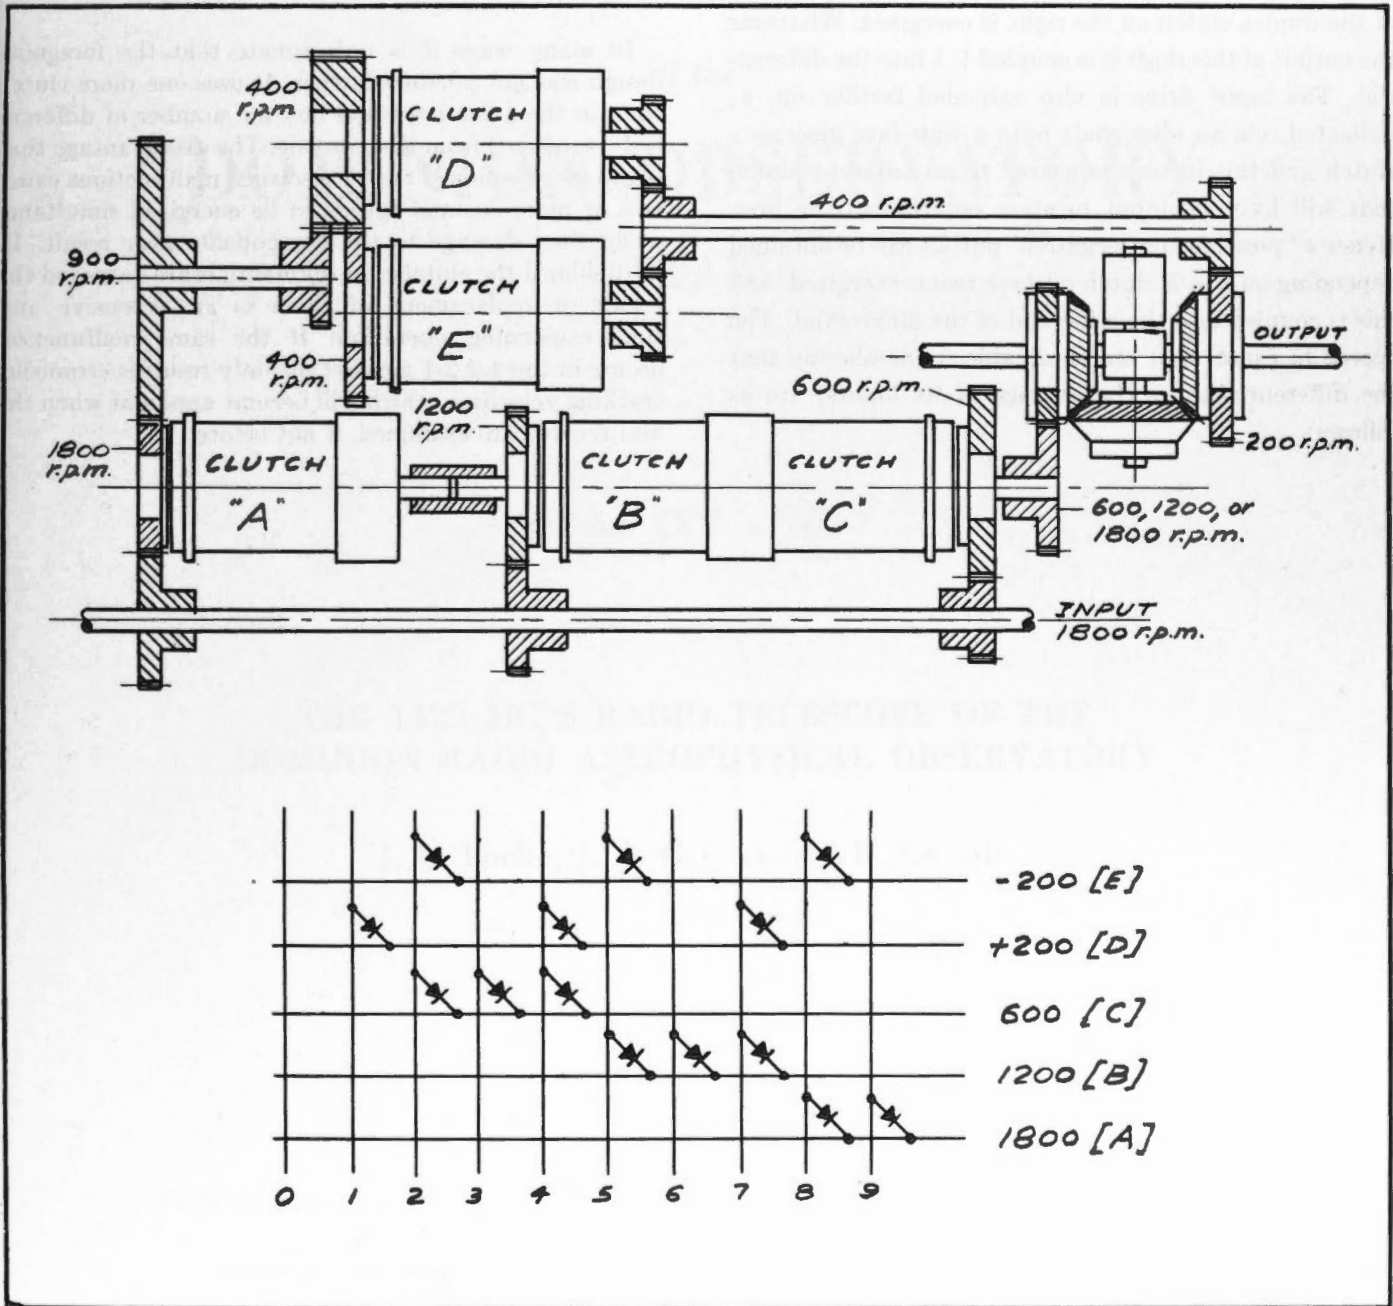 400
r.p.m.
CLUTCH
"D"
900
r.p.m.
CLUTCH
"E"
400 r.p.m.
400
r.p.m.
600 r.p.m.
OUTPUT
200 r.p.m.
1200
r.p.m.
1800
r.p.m.
CLUTCH
"A"
CLUTCH
"B"
CLUTCH
"C"
600, 1200, or
1800 r.p.m.
INPUT
1800 r.p.m.
-200 [E]
+200 [D]
600 [C]
1200 [B]
1800 [A]
0 1 2 3 4 5 6 7 8 9